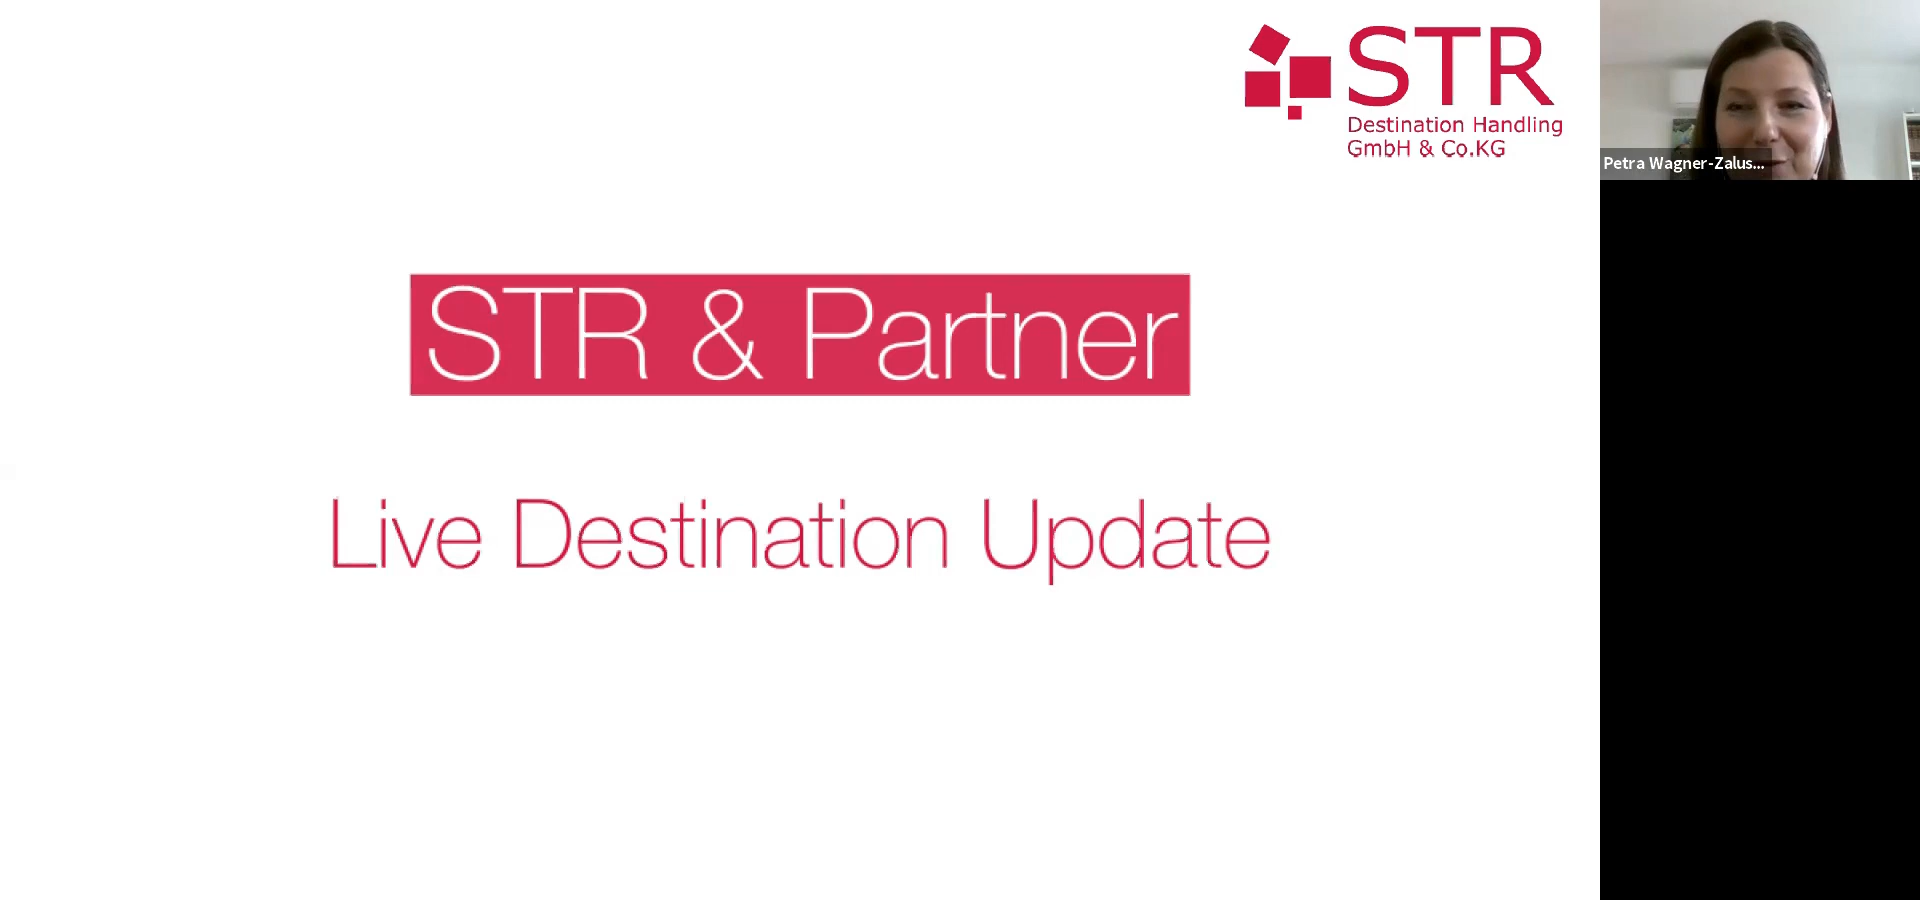 STR
Destination Handling
GmbH & Co.KG
Petra Wagner-Zalus...
STR & Partner
Live Destination Update